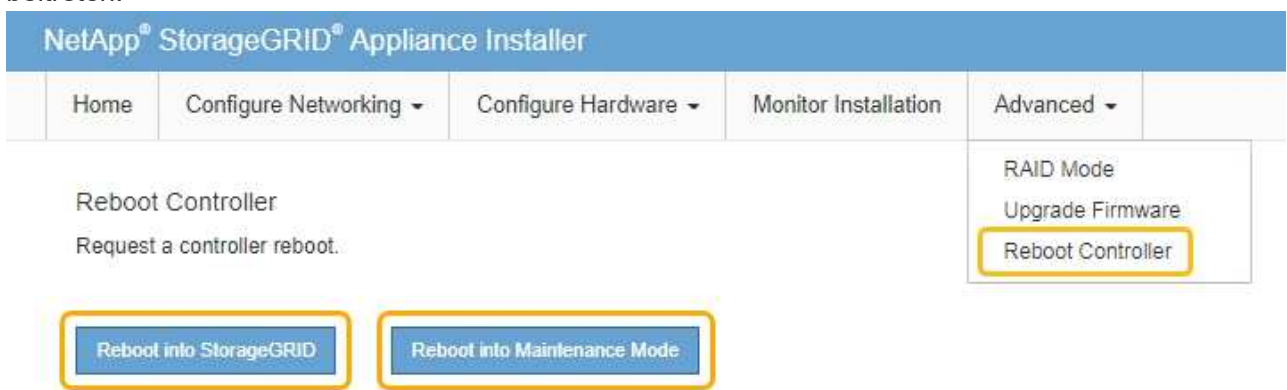 NetApp® StorageGRID® Appliance Installer
Home Configure Networking Configure Hardware Monitor Installation Advanced
RAID Mode
Upgrade Firmware
Reboot Controller
Reboot Controller
Request a controller reboot.
Reboot into StorageGRID Reboot into Maintenance Mode